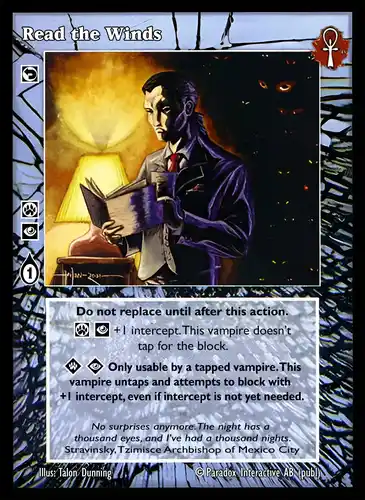 Read the Winds
1
Do not replace until after this action.
+1 intercept. This vampire doesn't
tap for the block.
Only usable by a tapped vampire. This
vampire untaps and attempts to block with
+1 intercept, even if intercept is not yet needed.
No surprises anymore. The night has a
thousand eyes, and I've had a thousand nights.
Stravinsky, Tzimisce Archbishop of Mexico City
Illus: Talon Dunning
© Paradox Interactive AB. (publ)